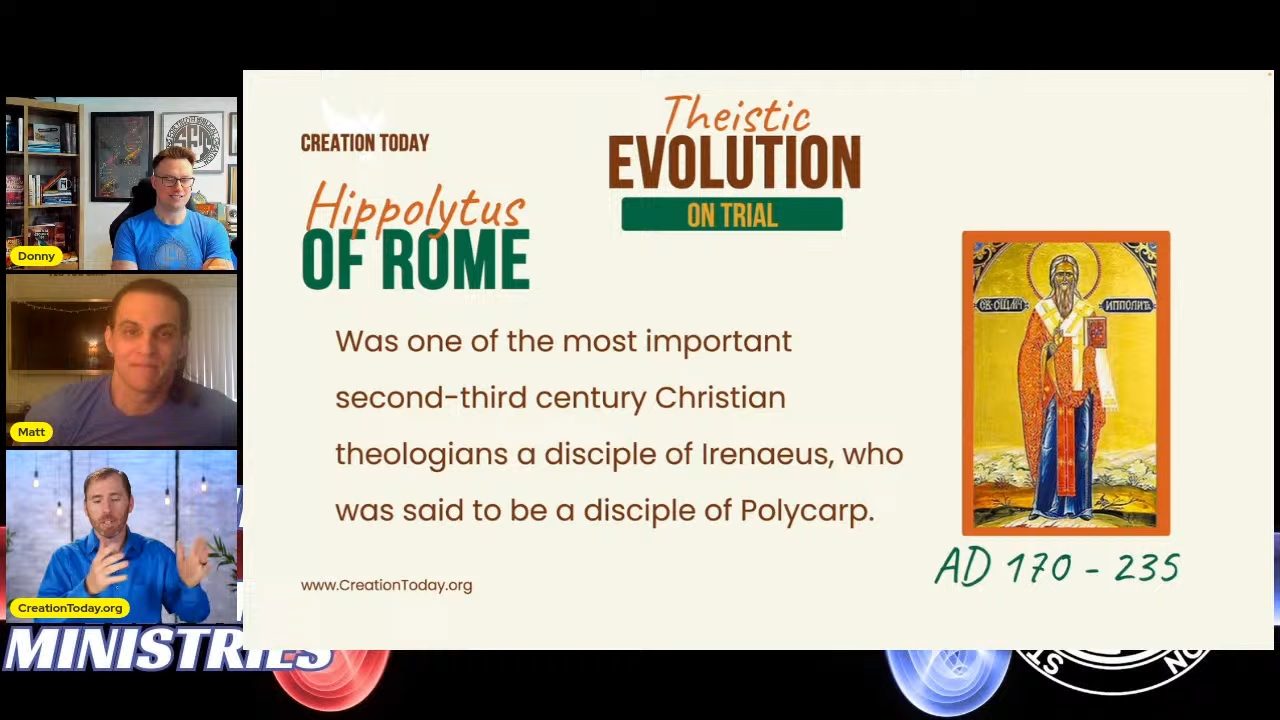 CREATION TODAY
Theistic
EVOLUTION
ON TRIAL
Hippolytus
OF ROME
Was one of the most important
second-third century Christian
theologians a disciple of Irenaeus, who
was said to be a disciple of Polycarp.
www.CreationToday.org
AD 170 - 235
Donny
Matt
CreationToday.org
MINISTRIES